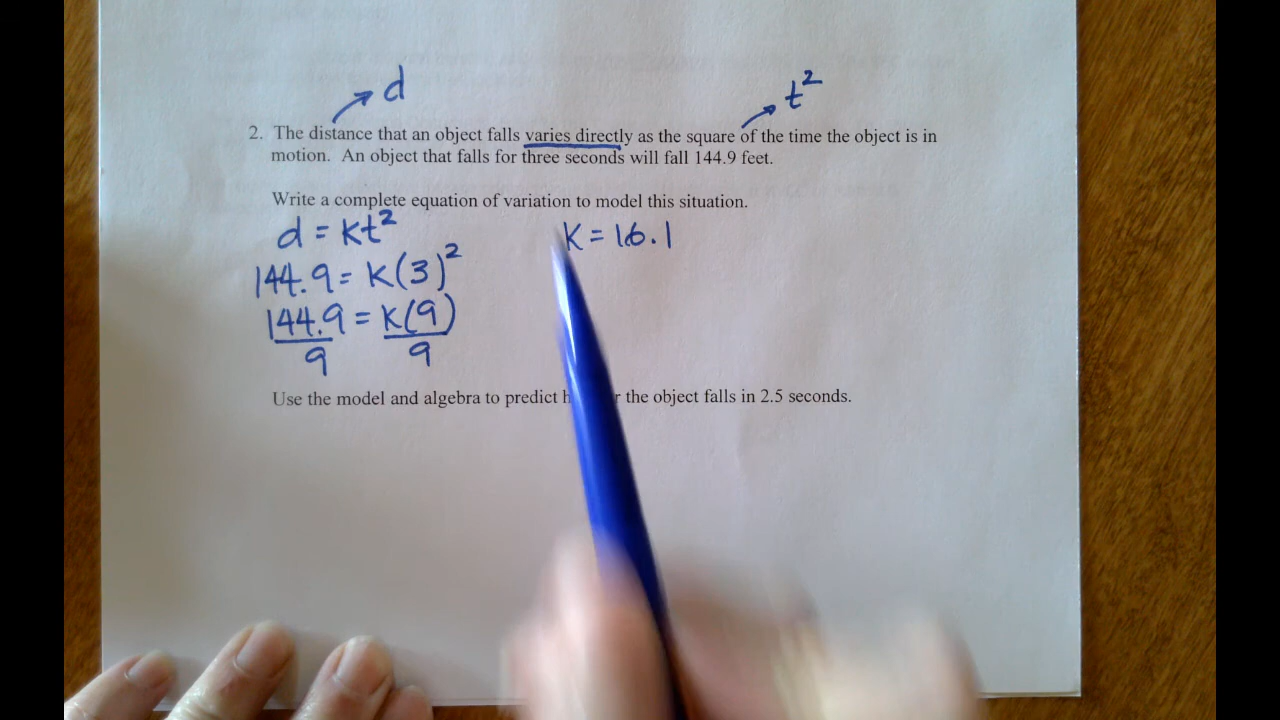 d
t²
2. The distance that an object falls varies directly as the square of the time the object is in
motion. An object that falls for three seconds will fall 144.9 feet.
Write a complete equation of variation to model this situation.
d = kt²
K = 16.1
144.9 = K(3)²
144.9 = K(9)
9 9
Use the model and algebra to predict the object falls in 2.5 seconds.